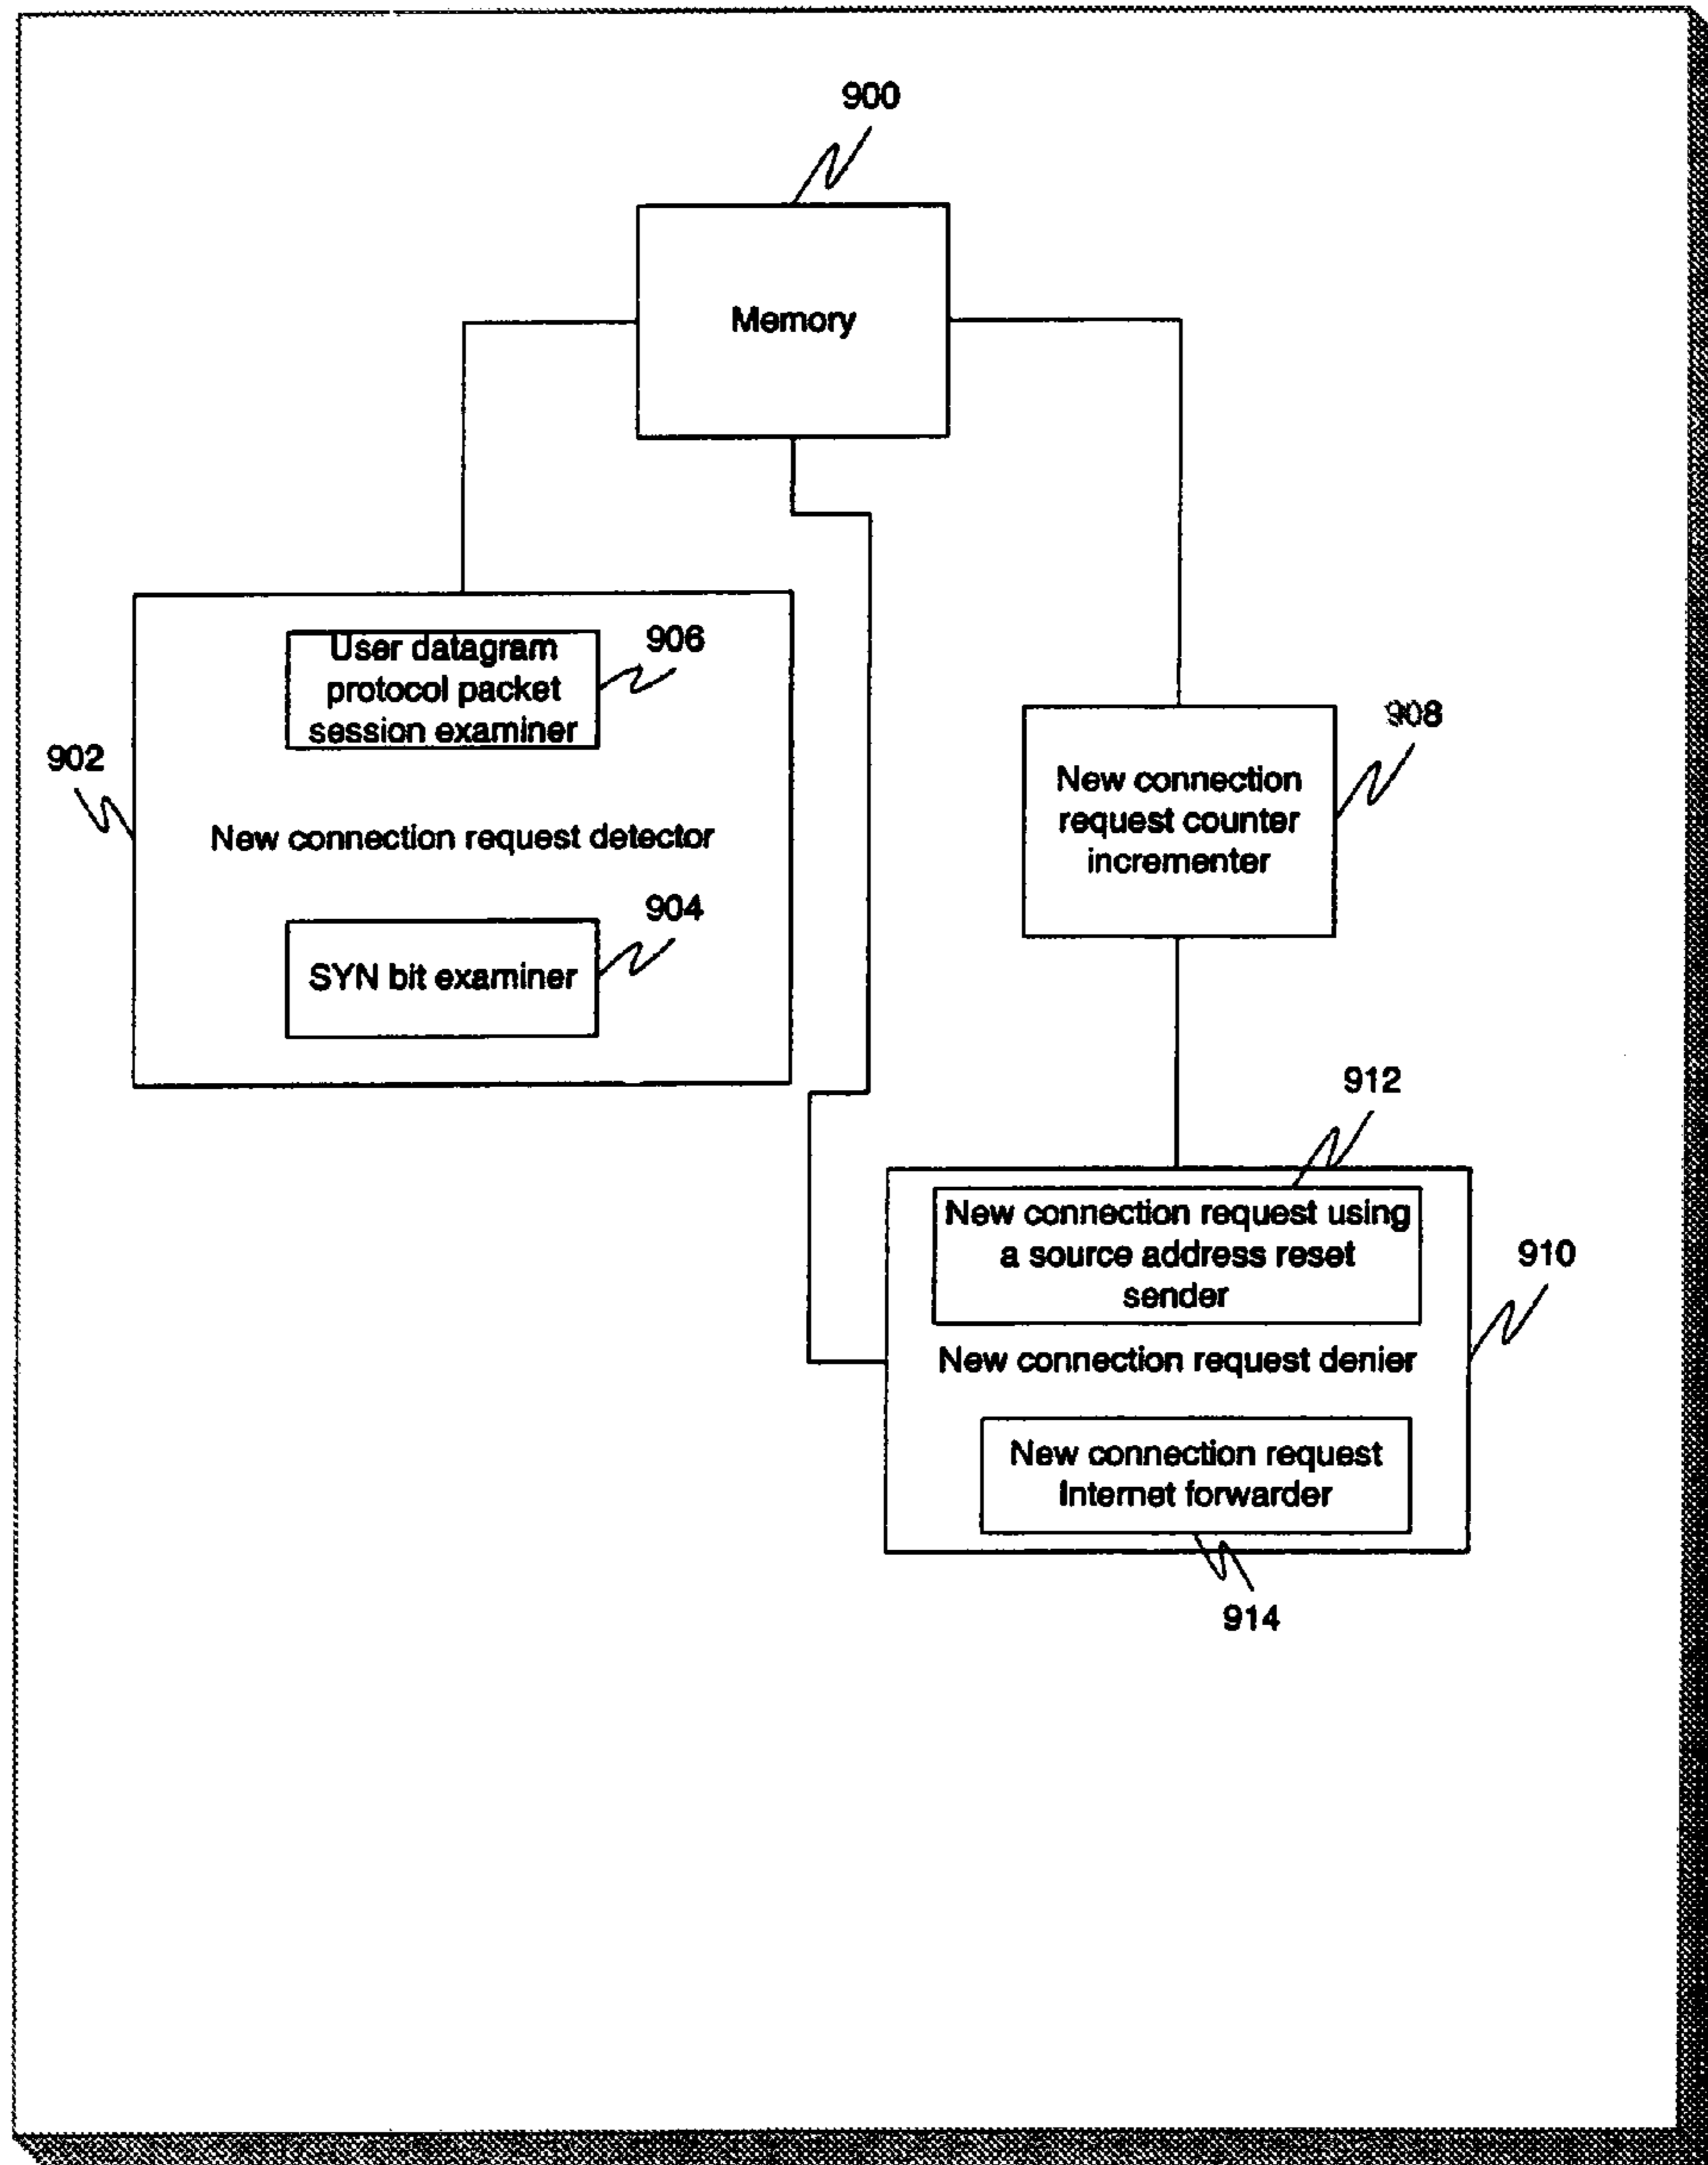 900
Memory
906
User datagram
protocol packet
session examiner
902
New connection request detector
904
SYN bit examiner
908
New connection
request counter
incrementer
912
New connection request using
a source address reset
sender
910
New connection request denier
New connection request
Internet forwarder
914